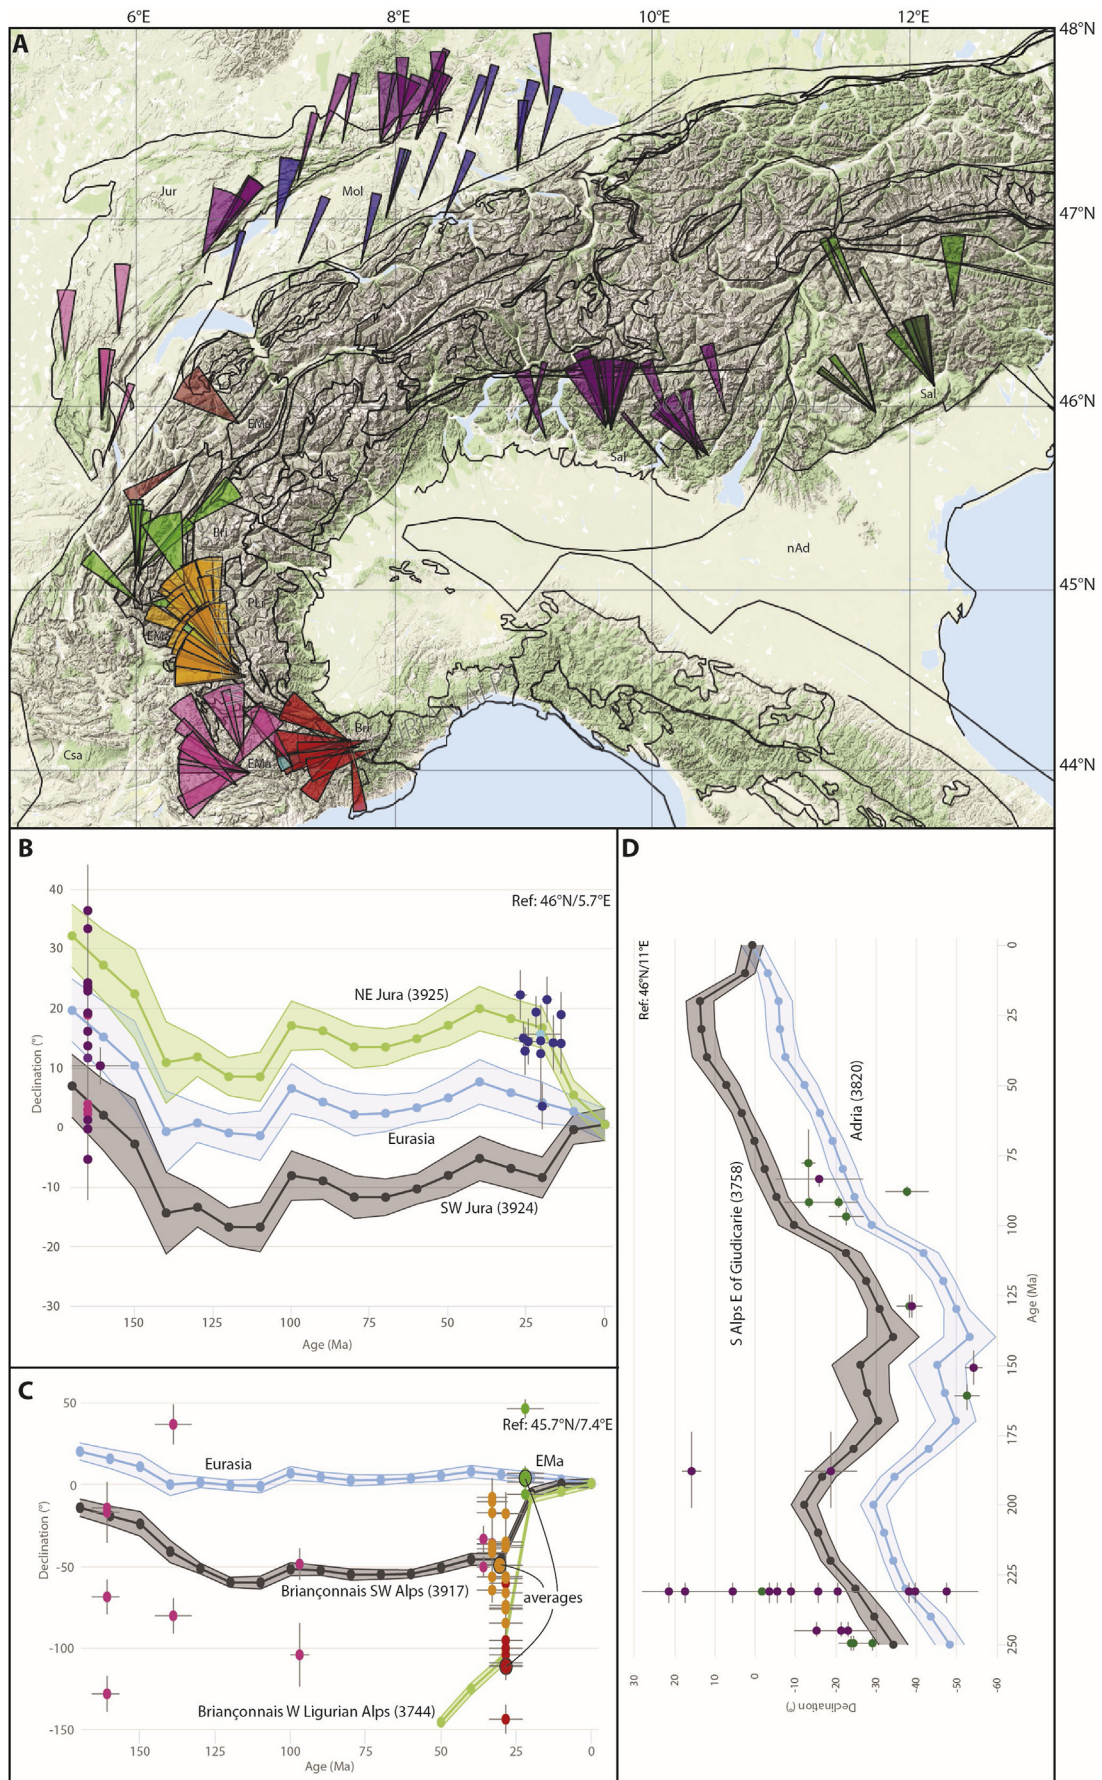 6°E 8°E 10°E 12°E
48°N
A
Jur
Mol
47°N
46°N
EMa
Sal
Sal
Bri
nAd
45°N
PLi
EMa
Csa
EMa
Bri
44°N
B
Ref: 46°N/5.7°E
40
30
20
10
0
-10
-20
-30
Declination (°)
NE Jura (3925)
Eurasia
SW Jura (3924)
150 125 100 75 50 25 0
Age (Ma)
C
Ref: 45.7°N/7.4°E
50
0
-50
-100
-150
Declination (°)
Eurasia
EMa
Briançonnais SW Alps (3917)
averages
Briançonnais W Ligurian Alps (3744)
150 125 100 75 50 25 0
Age (Ma)
D
Ref: 46°N/11°E
Adria (3820)
S Alps E of Giudicarie (3758)
0
25
50
75
100
125
150
175
200
225
250
Age (Ma)
30 20 10 0 -10 -20 -30 -40 -50 -60
Declination (°)